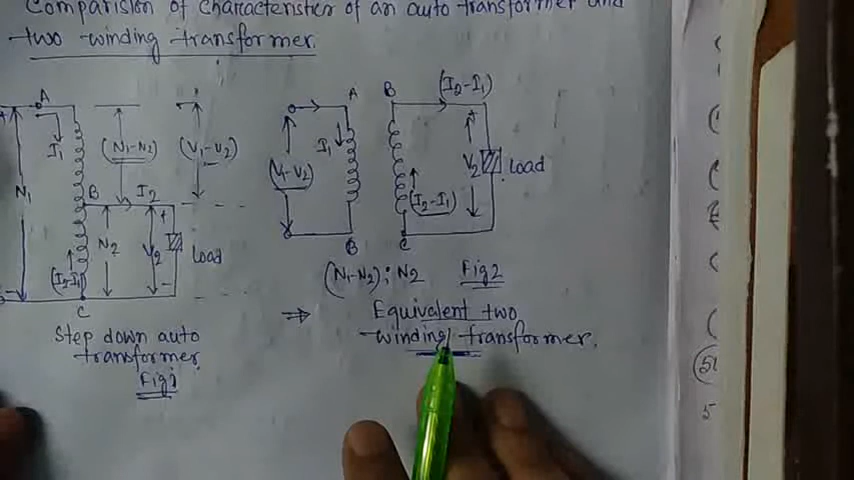 Comparision of characteristics of an auto transformer and
two winding transformer.
A
I1
N1
(N1-N2)
(V1-V2)
B
I2
N2
V2
+
-
Load
(I2-I1)
C
Step down auto
transformer
Fig1
A
I1
(V1-V2)
B
B
(I2-I1)
+
V2
Load
(I2-I1)
-
C
(N1-N2): N2
Fig2
⇒ Equivalent two
winding transformer.